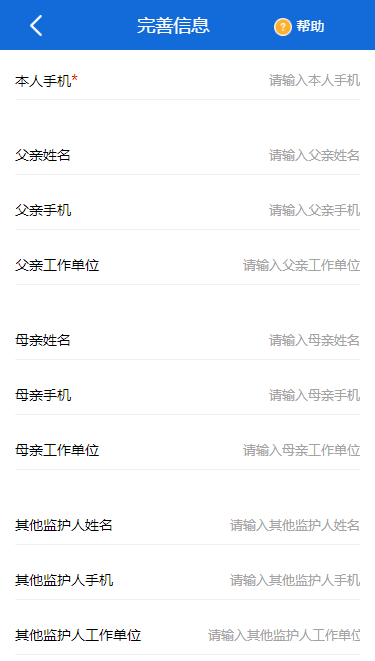 完善信息 ? 帮助
本人手机* 请输入本人手机
父亲姓名 请输入父亲姓名
父亲手机 请输入父亲手机
父亲工作单位 请输入父亲工作单位
母亲姓名 请输入母亲姓名
母亲手机 请输入母亲手机
母亲工作单位 请输入母亲工作单位
其他监护人姓名 请输入其他监护人姓名
其他监护人手机 请输入其他监护人手机
其他监护人工作单位 请输入其他监护人工作单位